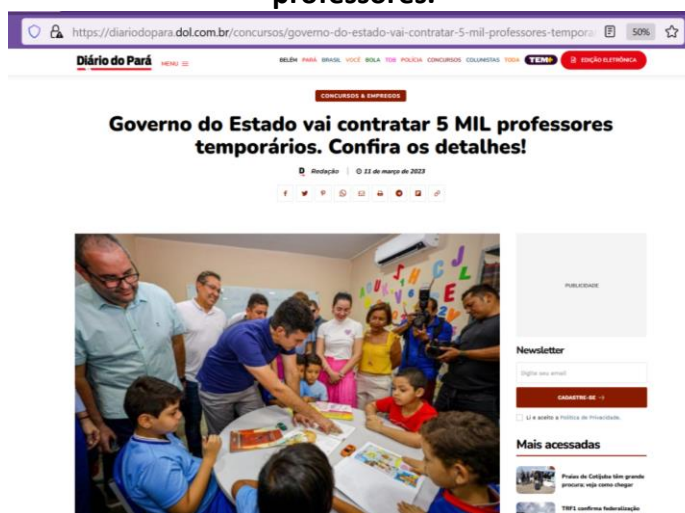 professores.
https://diariodopara.dol.com.br/concursos/governo-do-estado-vai-contratar-5-mil-professores-tempora
50%
Diário do Pará
MENU
BELÉM PARÁ BRASIL VOCÊ BOLA TDB POLÍCIA CONCURSOS COLUNISTAS TODA TEM+ EDIÇÃO ELETRÔNICA
CONCURSOS & EMPREGOS
Governo do Estado vai contratar 5 MIL professores
temporários. Confira os detalhes!
D Redação 11 de março de 2023
PUBLICIDADE
Newsletter
Digite seu email
CADASTRE-SE
Li e aceito a Política de Privacidade.
Mais acessadas
Praias de Cotijuba têm grande
procura; veja como chegar
TRF1 confirma federalização